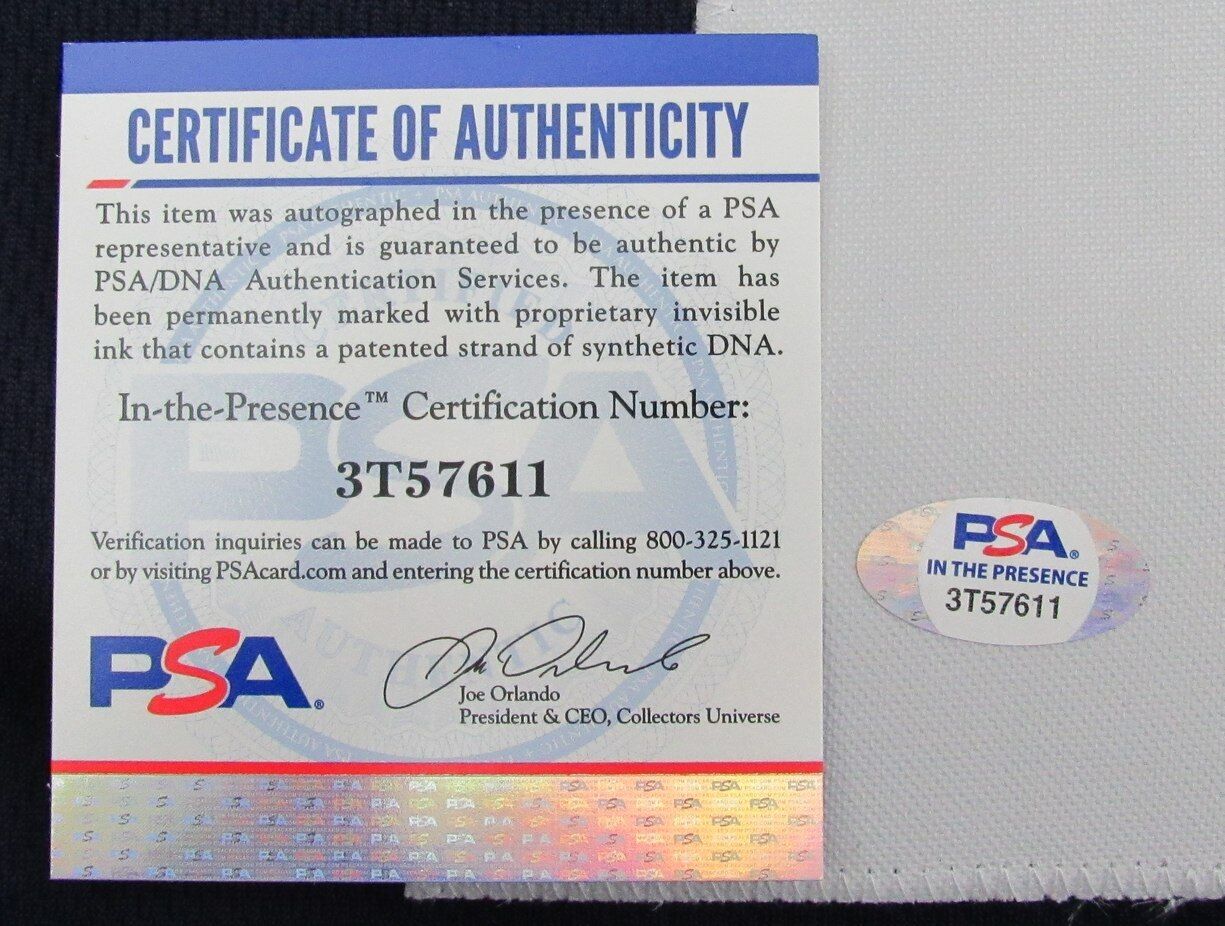 CERTIFICATE OF AUTHENTICITY
This item was autographed in the presence of a PSA
representative and is guaranteed to be authentic by
PSA/DNA Authentication Services. The item has
been permanently marked with proprietary invisible
ink that contains a patented strand of synthetic DNA.
In-the-Presence™ Certification Number:
3T57611
Verification inquiries can be made to PSA by calling 800-325-1121
or by visiting PSAcard.com and entering the certification number above.
PSA®
Joe Orlando
President & CEO, Collectors Universe
PSA®
IN THE PRESENCE
3T57611